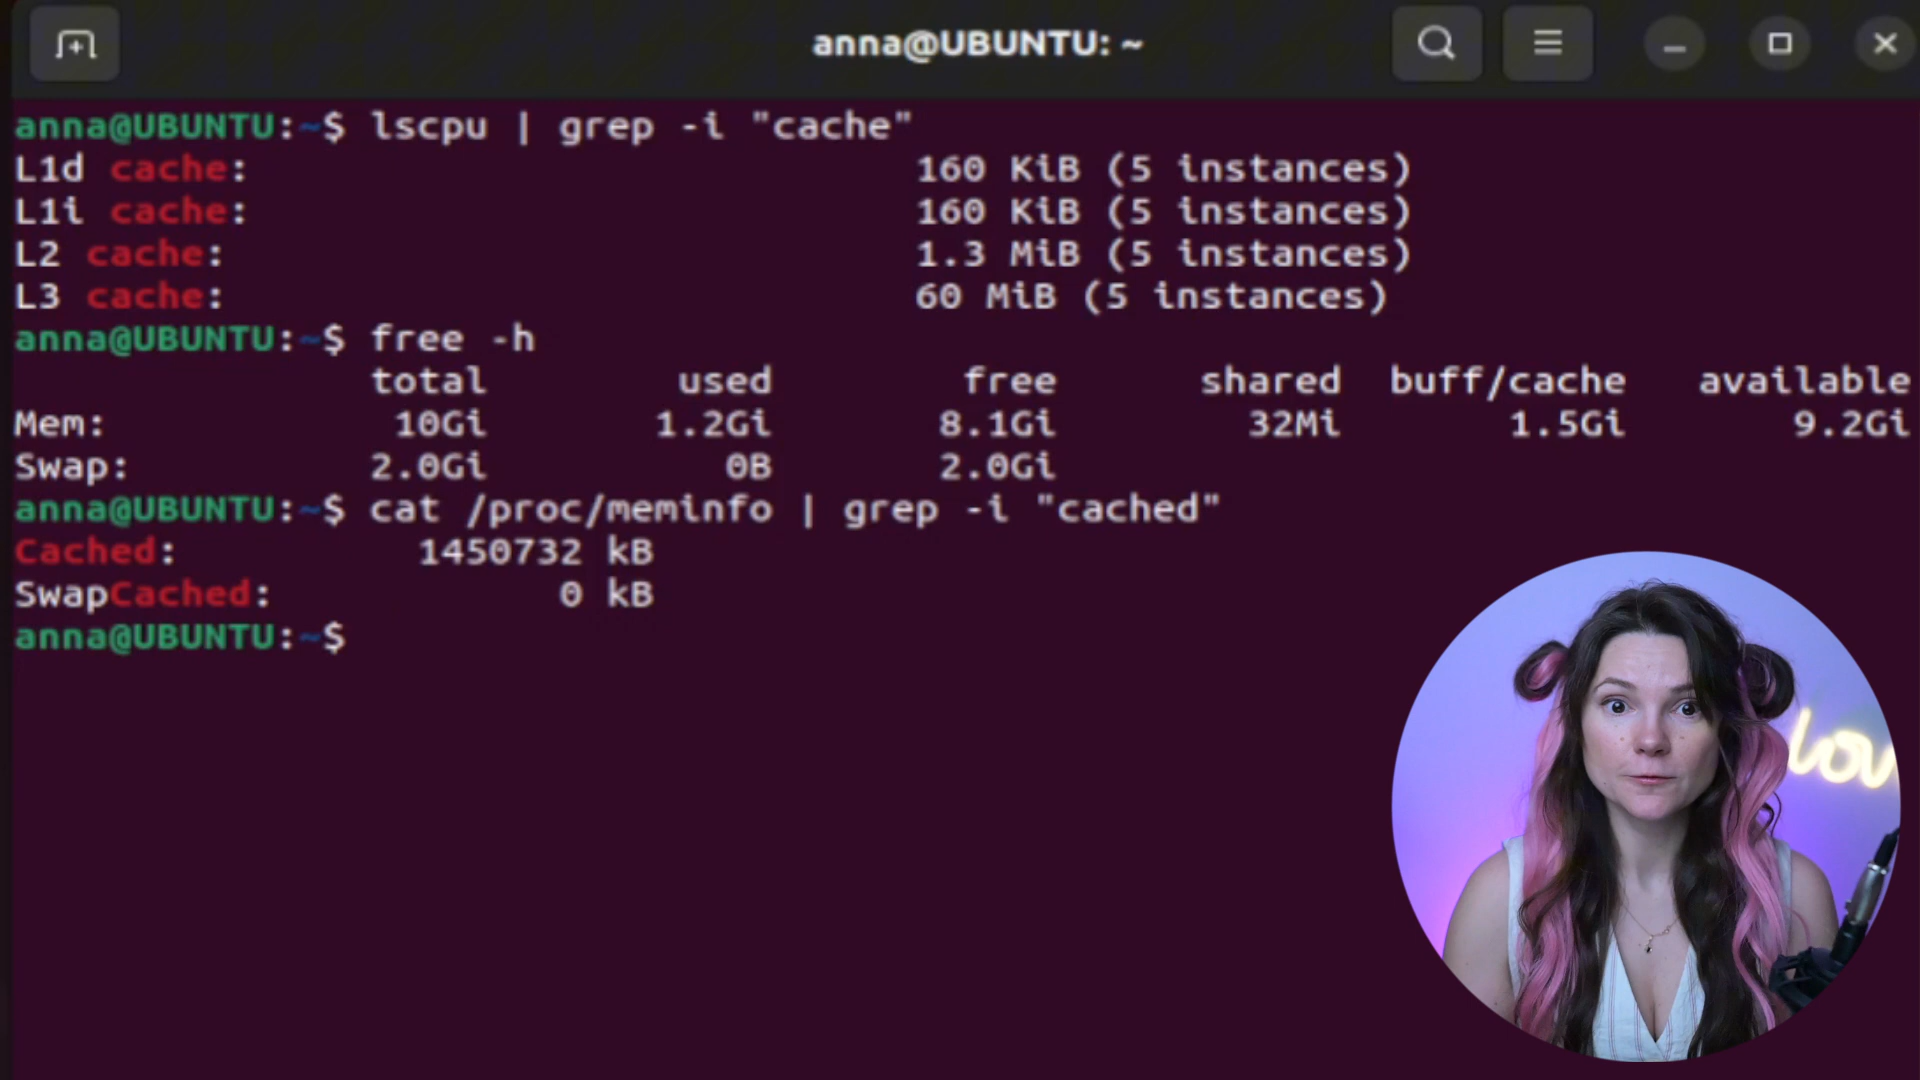 anna@UBUNTU: ~
anna@UBUNTU:~$ lscpu | grep -i "cache"
L1d cache: 160 KiB (5 instances)
L1i cache: 160 KiB (5 instances)
L2 cache: 1.3 MiB (5 instances)
L3 cache: 60 MiB (5 instances)
anna@UBUNTU:~$ free -h
total used free shared buff/cache available
Mem: 10Gi 1.2Gi 8.1Gi 32Mi 1.5Gi 9.2Gi
Swap: 2.0Gi 0B 2.0Gi
anna@UBUNTU:~$ cat /proc/meminfo | grep -i "cached"
Cached: 1450732 kB
SwapCached: 0 kB
anna@UBUNTU:~$
lov